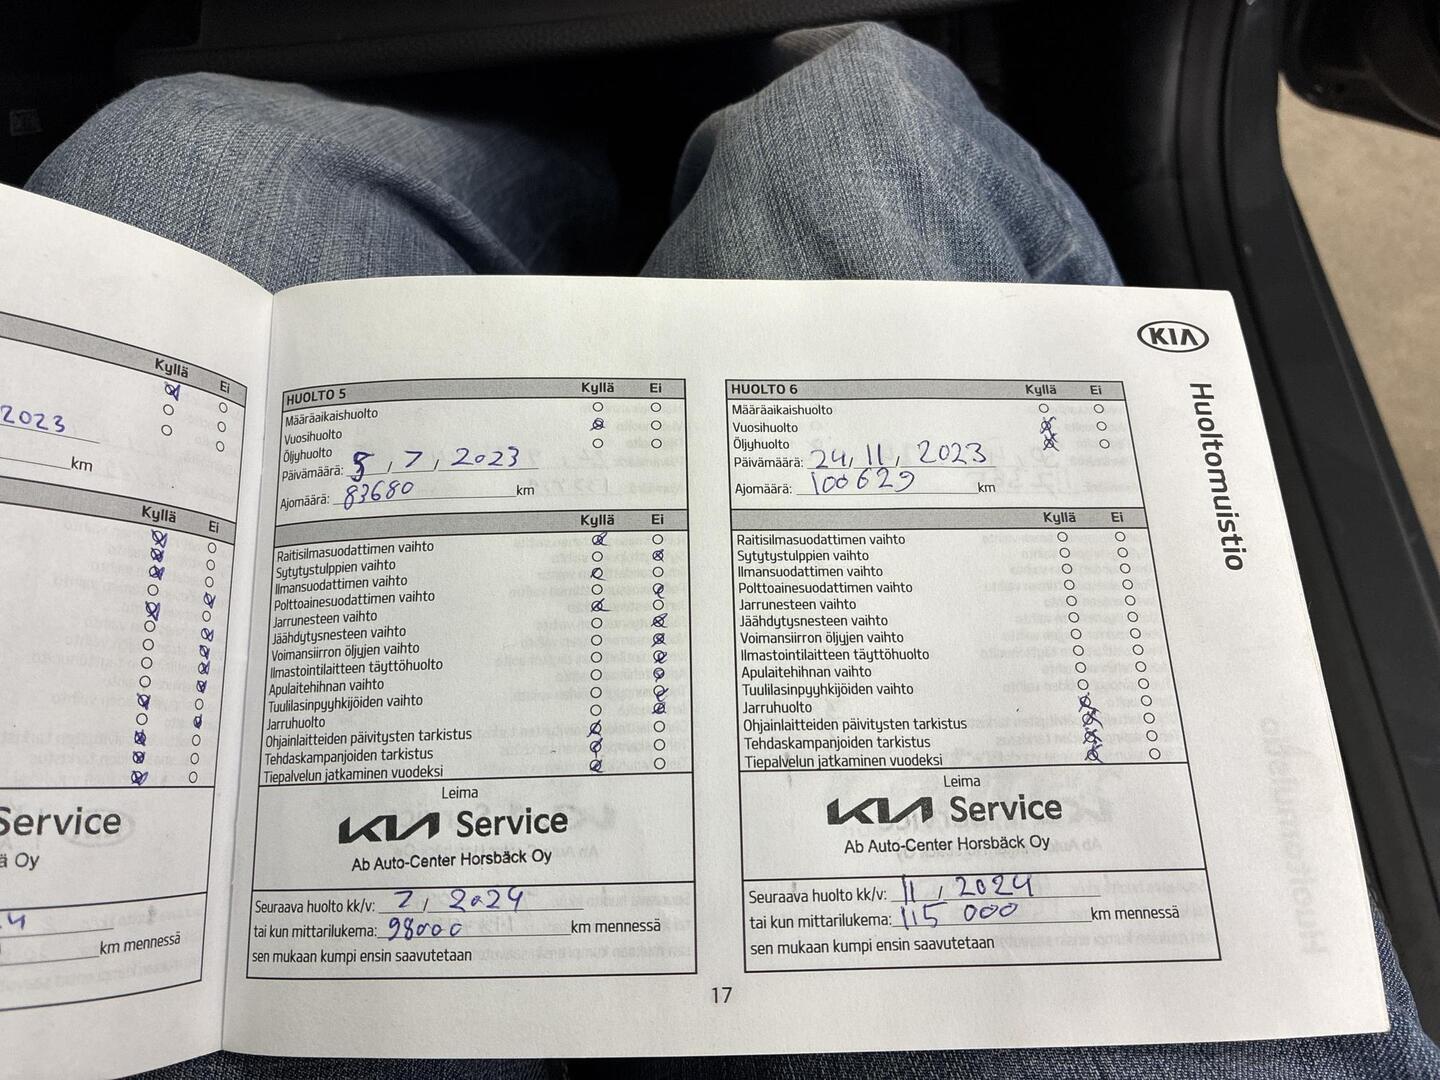 Kyllä Ei
2023
km
Kyllä Ei
Service
ä Oy
km mennessä
HUOLTO 5 Kyllä Ei
Määräaikaishuolto
Vuosihuolto
Öljyhuolto
Päivämäärä: 5, 7, 2023
Ajomäärä: 83680 km
Kyllä Ei
Raitisilmasuodattimen vaihto
Sytytystulppien vaihto
Ilmansuodattimen vaihto
Polttoainesuodattimen vaihto
Jarrunesteen vaihto
Jäähdytysnesteen vaihto
Voimansiirron öljyjen vaihto
Ilmastointilaitteen täyttöhuolto
Apulaitehihnan vaihto
Tuulilasinpyyhkijöiden vaihto
Jarruhuolto
Ohjainlaitteiden päivitysten tarkistus
Tehdaskampanjoiden tarkistus
Tiepalvelun jatkaminen vuodeksi
Leima
KIA Service
Ab Auto-Center Horsbäck Oy
Seuraava huolto kk/v: 7, 2024
tai kun mittarilukema: 98000 km mennessä
sen mukaan kumpi ensin saavutetaan
HUOLTO 6 Kyllä Ei
Määräaikaishuolto
Vuosihuolto
Öljyhuolto
Päivämäärä: 24, 11, 2023
Ajomäärä: 100629 km
Kyllä Ei
Raitisilmasuodattimen vaihto
Sytytystulppien vaihto
Ilmansuodattimen vaihto
Polttoainesuodattimen vaihto
Jarrunesteen vaihto
Jäähdytysnesteen vaihto
Voimansiirron öljyjen vaihto
Ilmastointilaitteen täyttöhuolto
Apulaitehihnan vaihto
Tuulilasinpyyhkijöiden vaihto
Jarruhuolto
Ohjainlaitteiden päivitysten tarkistus
Tehdaskampanjoiden tarkistus
Tiepalvelun jatkaminen vuodeksi
Leima
KIA Service
Ab Auto-Center Horsbäck Oy
Seuraava huolto kk/v: 11, 2024
tai kun mittarilukema: 115 000 km mennessä
sen mukaan kumpi ensin saavutetaan
KIA
Huoltomuistio
17